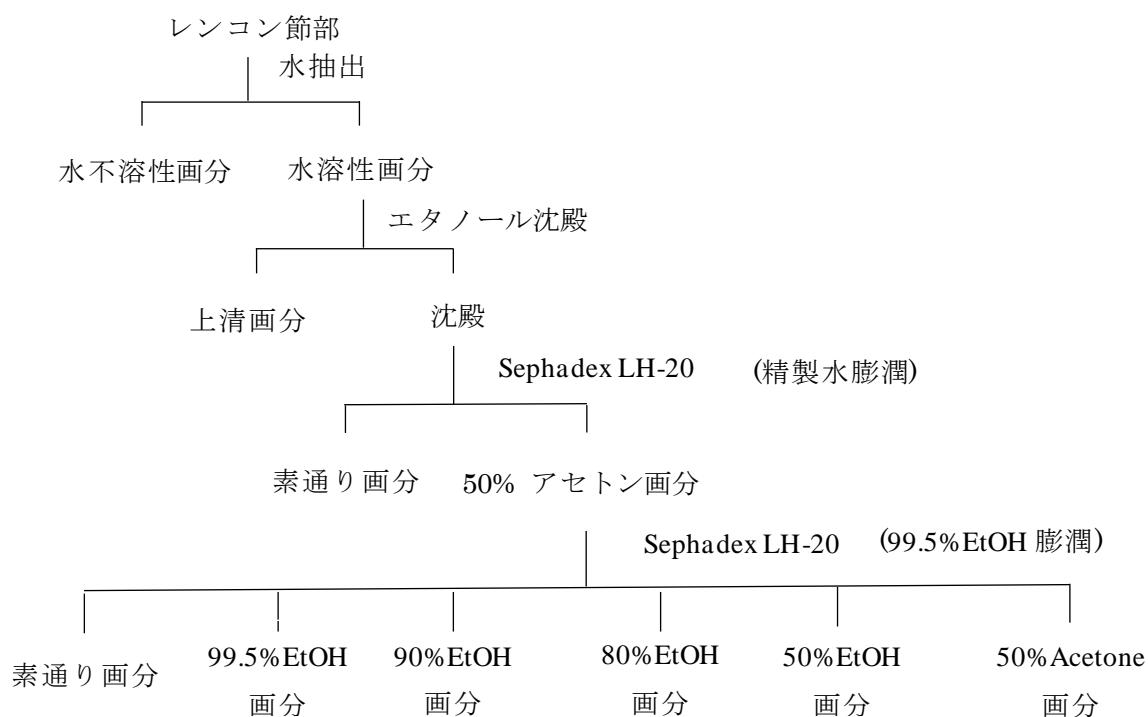 レンコン節部
水抽出
水不溶性画分 水溶性画分
エタノール沈殿
上清画分 沈殿
Sephadex LH-20 (精製水膨潤)
素通り画分 50% アセトン画分
Sephadex LH-20 (99.5%EtOH 膨潤)
素通り画分 99.5%EtOH 90%EtOH 80%EtOH 50%EtOH 50%Acetone
画分 画分 画分 画分 画分